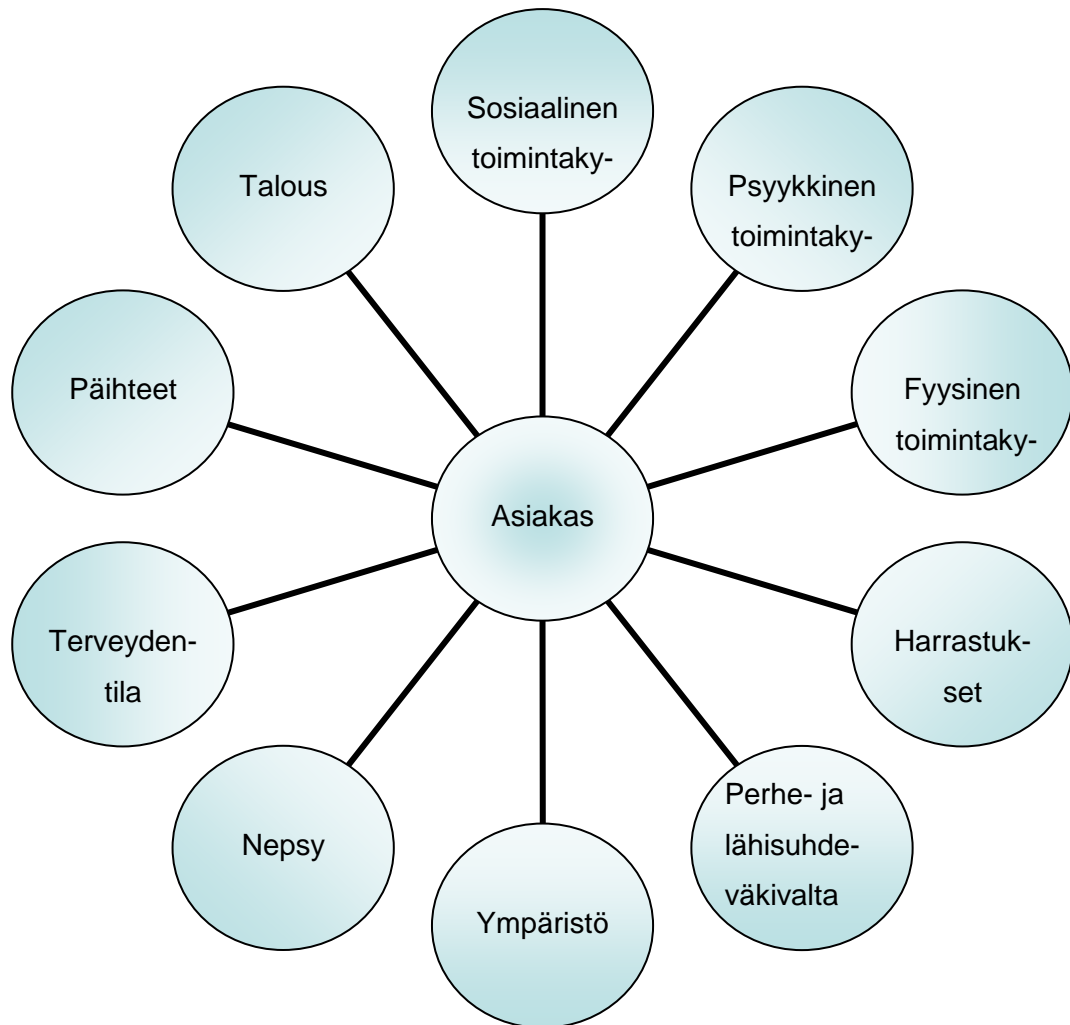 Sosiaalinen
toimintaky-
Talous
Psyykkinen
toimintaky-
Päihteet
Fyysinen
toimintaky-
Asiakas
Terveyden-
tila
Harrastuk-
set
Nepsy
Perhe- ja
lähisuhde-
väkivalta
Ympäristö